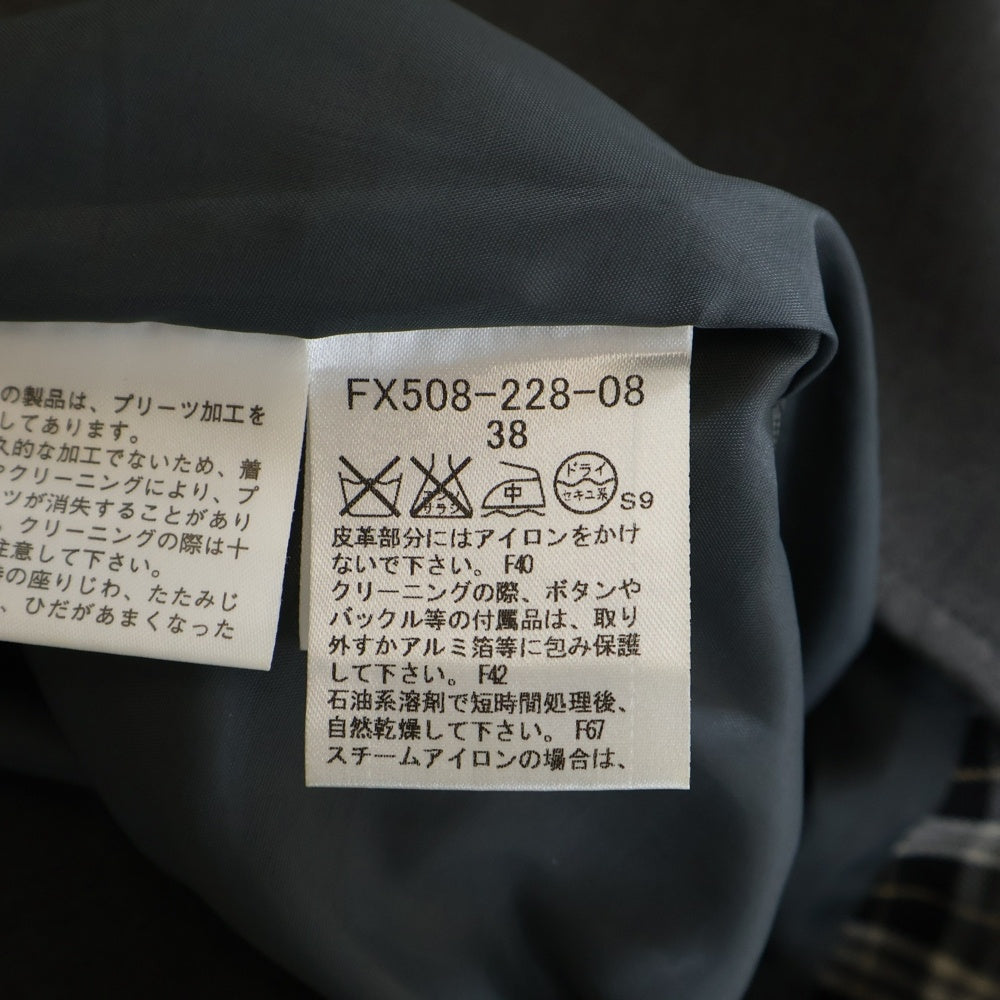 の製品は、プリーツ加工を
してあります。
久的な加工でないため、着
クリーニングにより、プ
ツが消失することがあり
クリーニングの際は十
注意して下さい。
の座りじわ、たたみじ
、ひだがあまくなった
FX508-228-08
38
エンソ
サラシ
中
ドライ
セキユ系
S9
皮革部分にはアイロンをかけ
ないで下さい。 F40
クリーニングの際、ボタンや
バックル等の付属品は、取り
外すかアルミ箔等に包み保護
して下さい。 F42
石油系溶剤で短時間処理後、
自然乾燥して下さい。 F67
スチームアイロンの場合は、